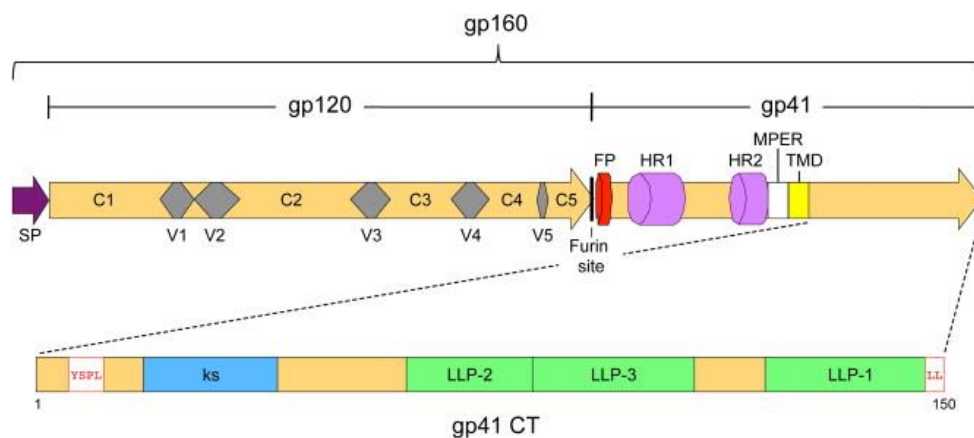 gp160
gp120 gp41
MPER
FP HR1 HR2 TMD
C1 C2 C3 C4 C5
SP V1 V2 V3 V4 V5 Furin
site
YSPL ks LLP-2 LLP-3 LLP-1 LL
1 150
gp41 CT